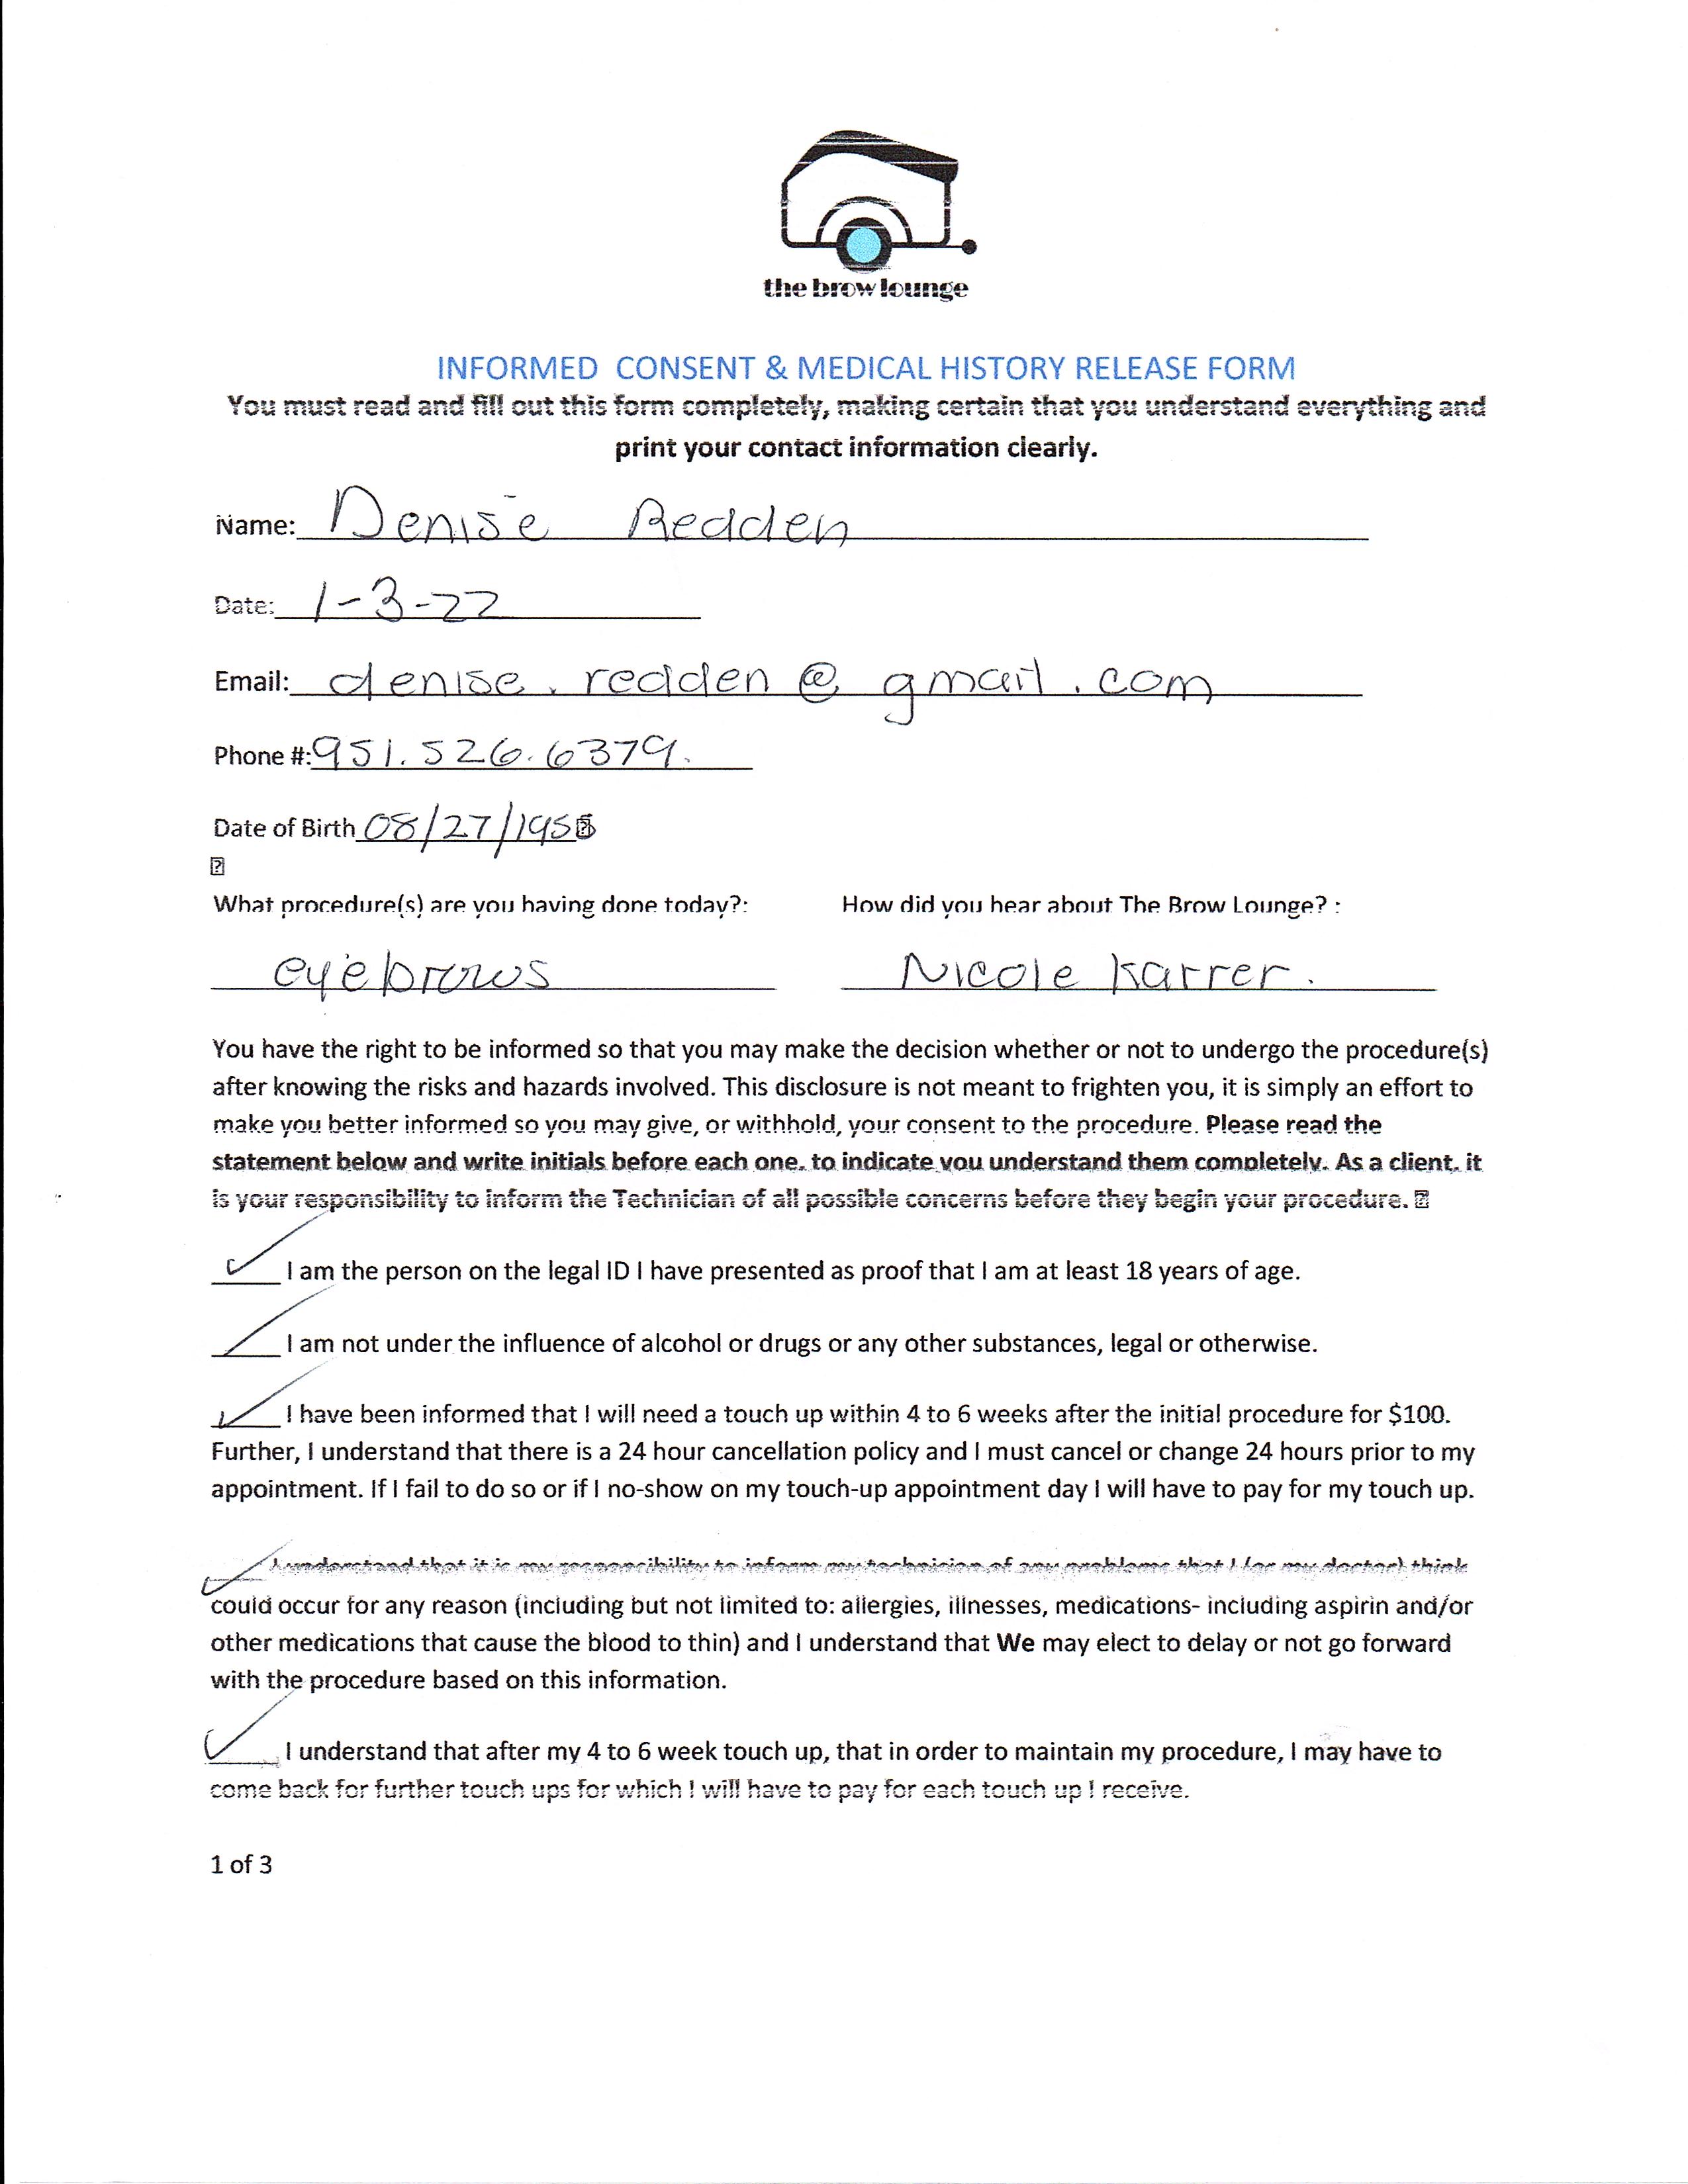 the brow lounge
INFORMED CONSENT & MEDICAL HISTORY RELEASE FORM
You must read and fill out this form completely, making certain that you understand everything and
print your contact information clearly.
Name: Denise Redden
Date: 1-3-22
Email: denise.redden@gmail.com
Phone #: 951.526.6379.
Date of Birth 08/27/195
What procedure(s) are you having done today?: How did you hear about The Brow Lounge? :
eyebrows Nicole Karrer.
You have the right to be informed so that you may make the decision whether or not to undergo the procedure(s)
after knowing the risks and hazards involved. This disclosure is not meant to frighten you, it is simply an effort to
make you better informed so you may give, or withhold, your consent to the procedure. Please read the
statement below and write initials before each one, to indicate you understand them completely. As a client, it
is your responsibility to inform the Technician of all possible concerns before they begin your procedure.
✓ I am the person on the legal ID I have presented as proof that I am at least 18 years of age.
✓ I am not under the influence of alcohol or drugs or any other substances, legal or otherwise.
✓ I have been informed that I will need a touch up within 4 to 6 weeks after the initial procedure for $100.
Further, I understand that there is a 24 hour cancellation policy and I must cancel or change 24 hours prior to my
appointment. If I fail to do so or if I no-show on my touch-up appointment day I will have to pay for my touch up.
✓ I understand that it is my responsibility to inform my technician of any problems that I (or my doctor) think
could occur for any reason (including but not limited to: allergies, illnesses, medications- including aspirin and/or
other medications that cause the blood to thin) and I understand that We may elect to delay or not go forward
with the procedure based on this information.
✓ I understand that after my 4 to 6 week touch up, that in order to maintain my procedure, I may have to
come back for further touch ups for which I will have to pay for each touch up I receive.
1 of 3